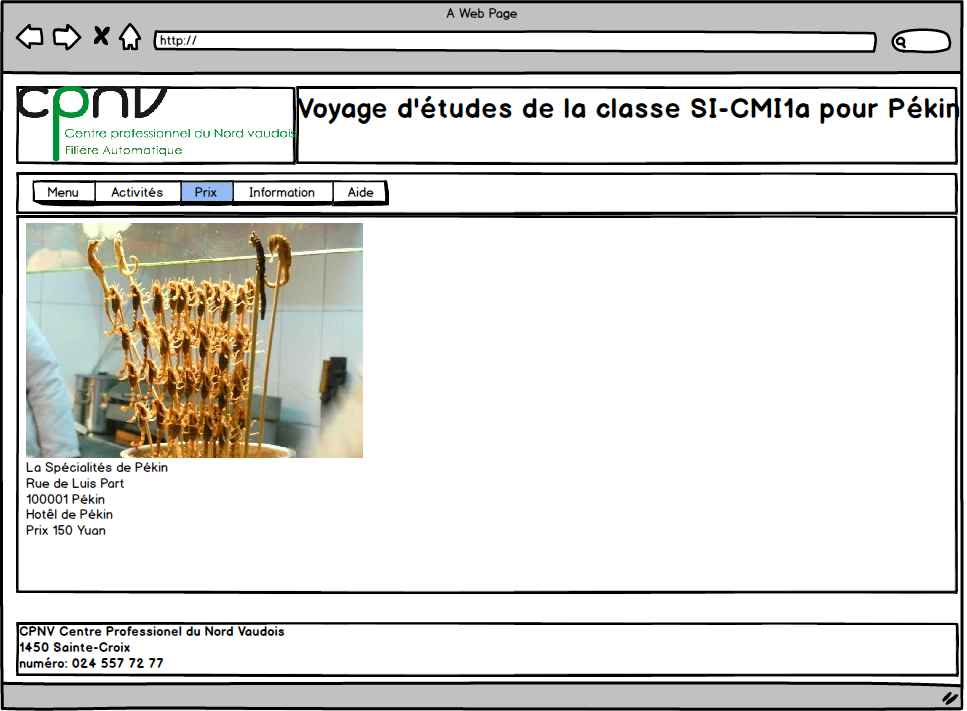 A Web Page
http://
cpnv
Centre professionnel du Nord vaudois
Filière Automatique
Voyage d'études de la classe SI-CMI1a pour Pékin
Menu Activités Prix Information Aide
La Spécialités de Pékin
Rue de Luis Part
100001 Pékin
Hotêl de Pékin
Prix 150 Yuan
CPNV Centre Professionel du Nord Vaudois
1450 Sainte-Croix
numéro: 024 557 72 77